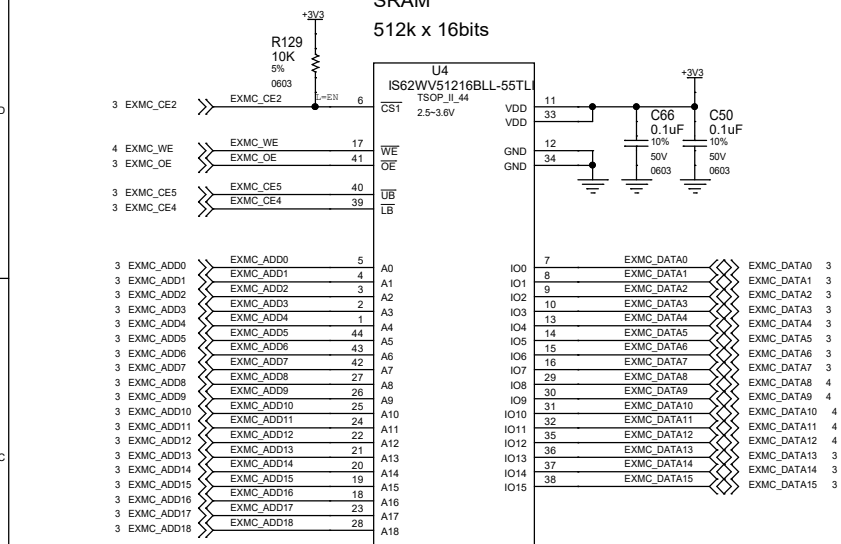 SRAM
512k x 16bits
+3V3
R129
10K
5%
0603
L=EN
U4
IS62WV51216BLL-55TLI
TSOP_II_44
2.5~3.6V
+3V3
C66
0.1uF
10%
50V
0603
C50
0.1uF
10%
50V
0603
D
C
3 EXMC_CE2 EXMC_CE2 6 CS1
VDD 11
VDD 33
GND 12
GND 34
4 EXMC_WE EXMC_WE 17 WE
3 EXMC_OE EXMC_OE 41 OE
3 EXMC_CE5 EXMC_CE5 40 UB
3 EXMC_CE4 EXMC_CE4 39 LB
3 EXMC_ADD0 EXMC_ADD0 5 A0 IO0 7 EXMC_DATA0 EXMC_DATA0 3
3 EXMC_ADD1 EXMC_ADD1 4 A1 IO1 8 EXMC_DATA1 EXMC_DATA1 3
3 EXMC_ADD2 EXMC_ADD2 3 A2 IO2 9 EXMC_DATA2 EXMC_DATA2 3
3 EXMC_ADD3 EXMC_ADD3 2 A3 IO3 10 EXMC_DATA3 EXMC_DATA3 3
3 EXMC_ADD4 EXMC_ADD4 1 A4 IO4 13 EXMC_DATA4 EXMC_DATA4 3
3 EXMC_ADD5 EXMC_ADD5 44 A5 IO5 14 EXMC_DATA5 EXMC_DATA5 3
3 EXMC_ADD6 EXMC_ADD6 43 A6 IO6 15 EXMC_DATA6 EXMC_DATA6 3
3 EXMC_ADD7 EXMC_ADD7 42 A7 IO7 16 EXMC_DATA7 EXMC_DATA7 3
3 EXMC_ADD8 EXMC_ADD8 27 A8 IO8 29 EXMC_DATA8 EXMC_DATA8 4
3 EXMC_ADD9 EXMC_ADD9 26 A9 IO9 30 EXMC_DATA9 EXMC_DATA9 4
3 EXMC_ADD10 EXMC_ADD10 25 A10 IO10 31 EXMC_DATA10 EXMC_DATA10 4
3 EXMC_ADD11 EXMC_ADD11 24 A11 IO11 32 EXMC_DATA11 EXMC_DATA11 4
3 EXMC_ADD12 EXMC_ADD12 22 A12 IO12 35 EXMC_DATA12 EXMC_DATA12 4
3 EXMC_ADD13 EXMC_ADD13 21 A13 IO13 36 EXMC_DATA13 EXMC_DATA13 3
3 EXMC_ADD14 EXMC_ADD14 20 A14 IO14 37 EXMC_DATA14 EXMC_DATA14 3
3 EXMC_ADD15 EXMC_ADD15 19 A15 IO15 38 EXMC_DATA15 EXMC_DATA15 3
3 EXMC_ADD16 EXMC_ADD16 18 A16
3 EXMC_ADD17 EXMC_ADD17 23 A17
3 EXMC_ADD18 EXMC_ADD18 28 A18